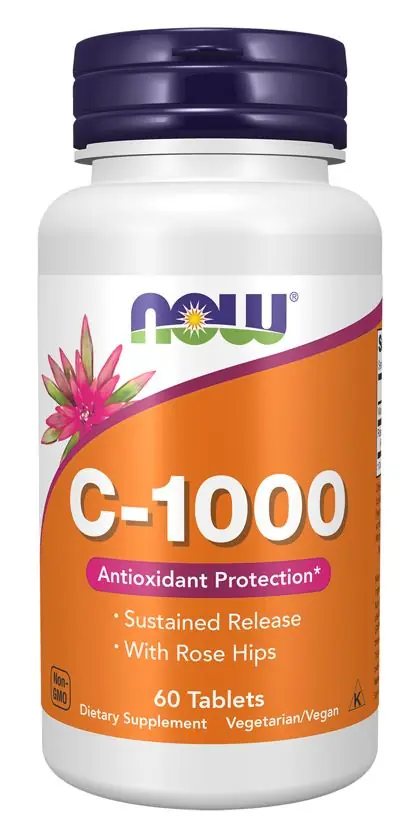 NOW®
C-1000
Antioxidant Protection*
· Sustained Release
· With Rose Hips
Non-
GMO
60 Tablets
Dietary Supplement Vegetarian/Vegan
K